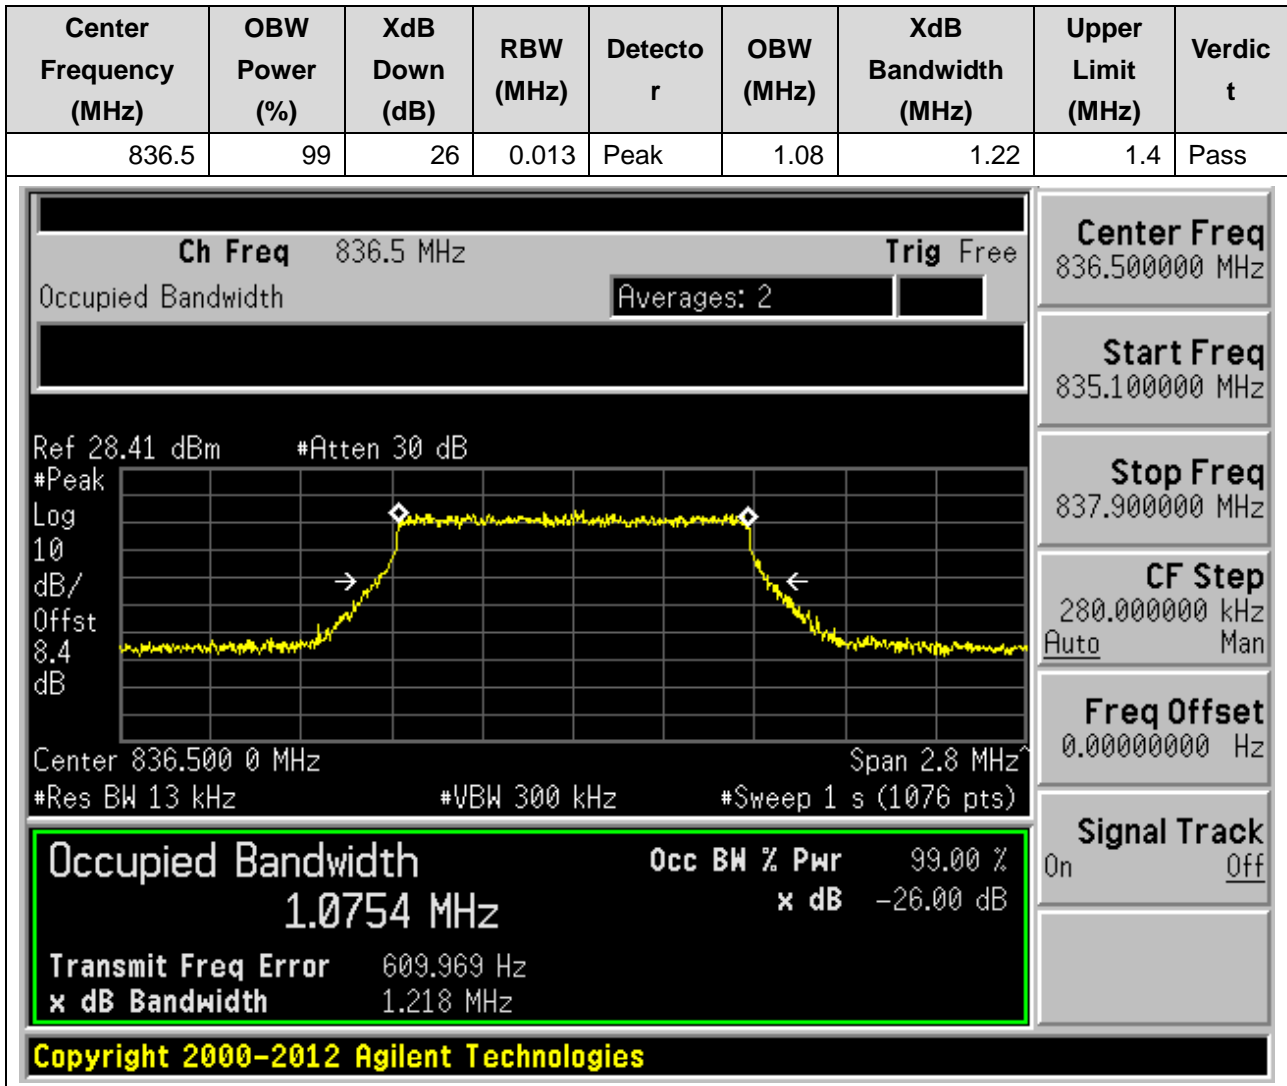 Center Frequency (MHz) OBW Power (%) XdB Down (dB) RBW (MHz) Detecto r OBW (MHz) XdB Bandwidth (MHz) Upper Limit (MHz) Verdic t
836.5 99 26 0.013 Peak 1.08 1.22 1.4 Pass
Ch Freq 836.5 MHz Trig Free
Occupied Bandwidth Averages: 2
Ref 28.41 dBm #Atten 30 dB
#Peak
Log
10
dB/
Offst
8.4
dB
Center 836.500 0 MHz Span 2.8 MHz^
#Res BW 13 kHz #VBW 300 kHz #Sweep 1 s (1076 pts)
Occupied Bandwidth Occ BW % Pwr 99.00 %
1.0754 MHz x dB -26.00 dB
Transmit Freq Error 609.969 Hz
x dB Bandwidth 1.218 MHz
Copyright 2000-2012 Agilent Technologies
Center Freq
836.500000 MHz
Start Freq
835.100000 MHz
Stop Freq
837.900000 MHz
CF Step
280.000000 kHz
Auto Man
Freq Offset
0.00000000 Hz
Signal Track
On Off